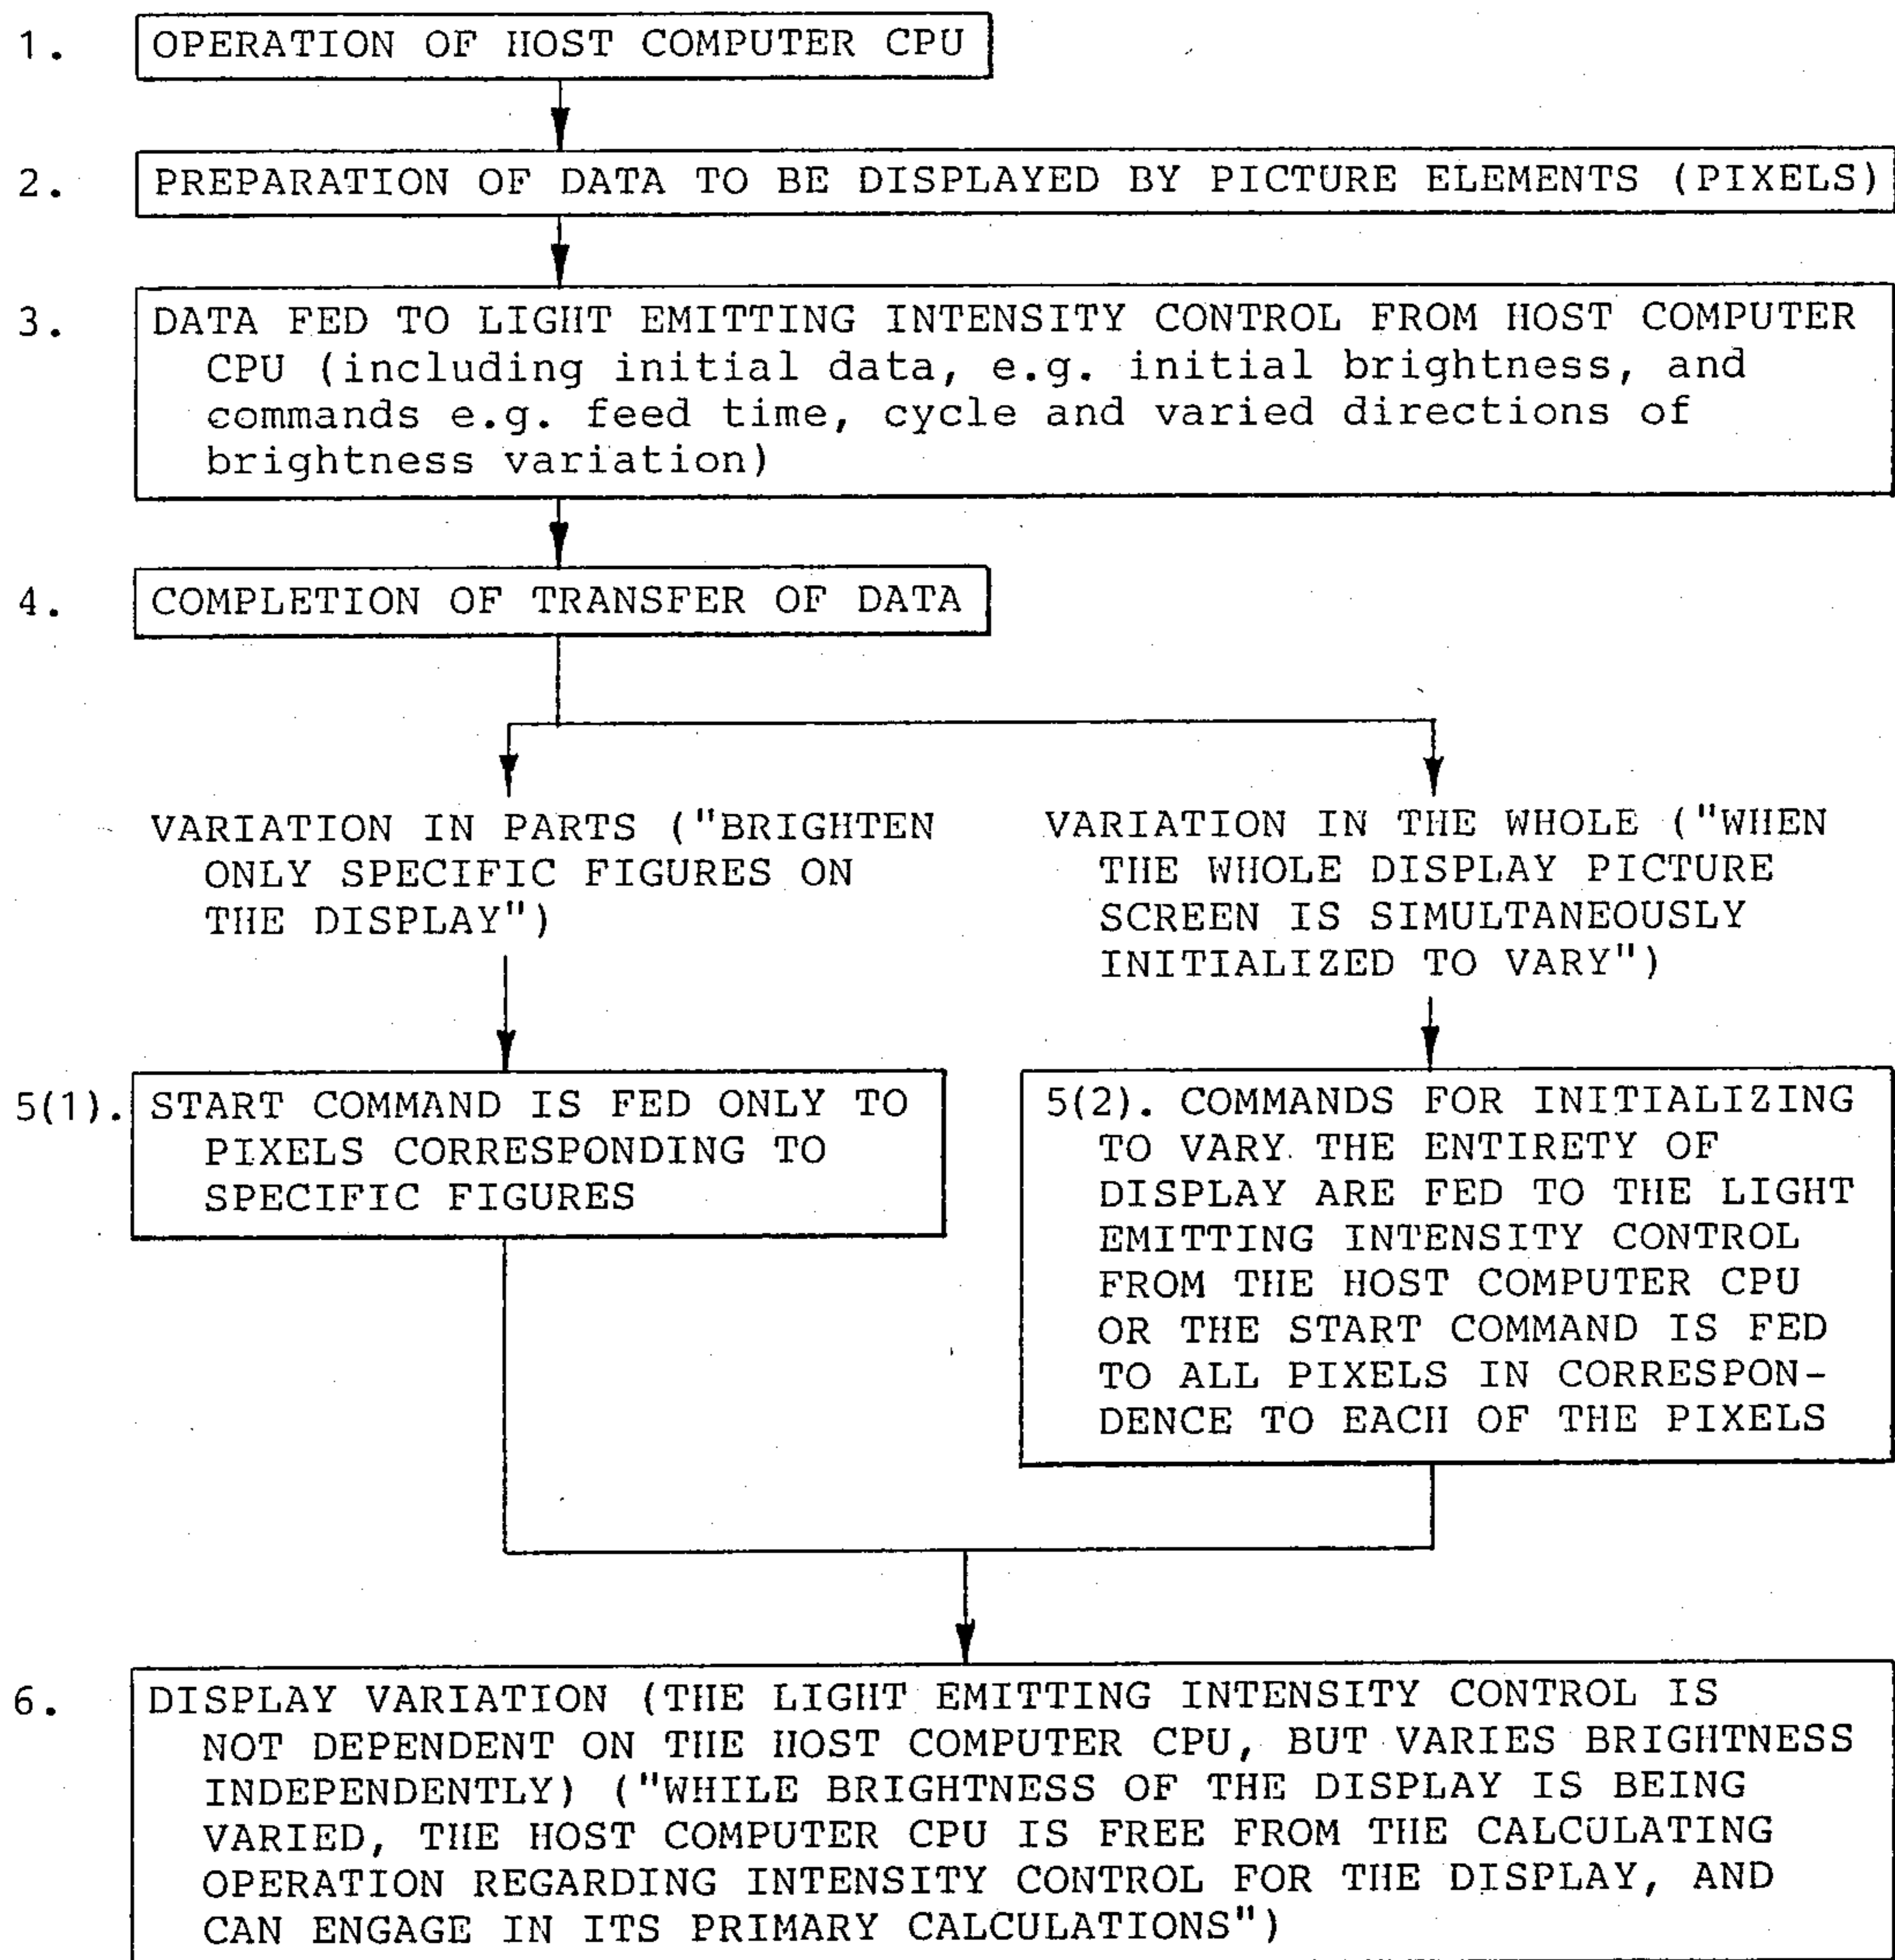 1. OPERATION OF HOST COMPUTER CPU
2. PREPARATION OF DATA TO BE DISPLAYED BY PICTURE ELEMENTS (PIXELS)
3. DATA FED TO LIGHT EMITTING INTENSITY CONTROL FROM HOST COMPUTER
CPU (including initial data, e.g. initial brightness, and
commands e.g. feed time, cycle and varied directions of
brightness variation)
4. COMPLETION OF TRANSFER OF DATA
VARIATION IN PARTS ("BRIGHTEN
ONLY SPECIFIC FIGURES ON
THE DISPLAY")
VARIATION IN THE WHOLE ("WHEN
THE WHOLE DISPLAY PICTURE
SCREEN IS SIMULTANEOUSLY
INITIALIZED TO VARY")
5(1). START COMMAND IS FED ONLY TO
PIXELS CORRESPONDING TO
SPECIFIC FIGURES
5(2). COMMANDS FOR INITIALIZING
TO VARY THE ENTIRETY OF
DISPLAY ARE FED TO THE LIGHT
EMITTING INTENSITY CONTROL
FROM THE HOST COMPUTER CPU
OR THE START COMMAND IS FED
TO ALL PIXELS IN CORRESPON-
DENCE TO EACH OF THE PIXELS
6. DISPLAY VARIATION (THE LIGHT EMITTING INTENSITY CONTROL IS
NOT DEPENDENT ON THE HOST COMPUTER CPU, BUT VARIES BRIGHTNESS
INDEPENDENTLY) ("WHILE BRIGHTNESS OF THE DISPLAY IS BEING
VARIED, THE HOST COMPUTER CPU IS FREE FROM THE CALCULATING
OPERATION REGARDING INTENSITY CONTROL FOR THE DISPLAY, AND
CAN ENGAGE IN ITS PRIMARY CALCULATIONS")